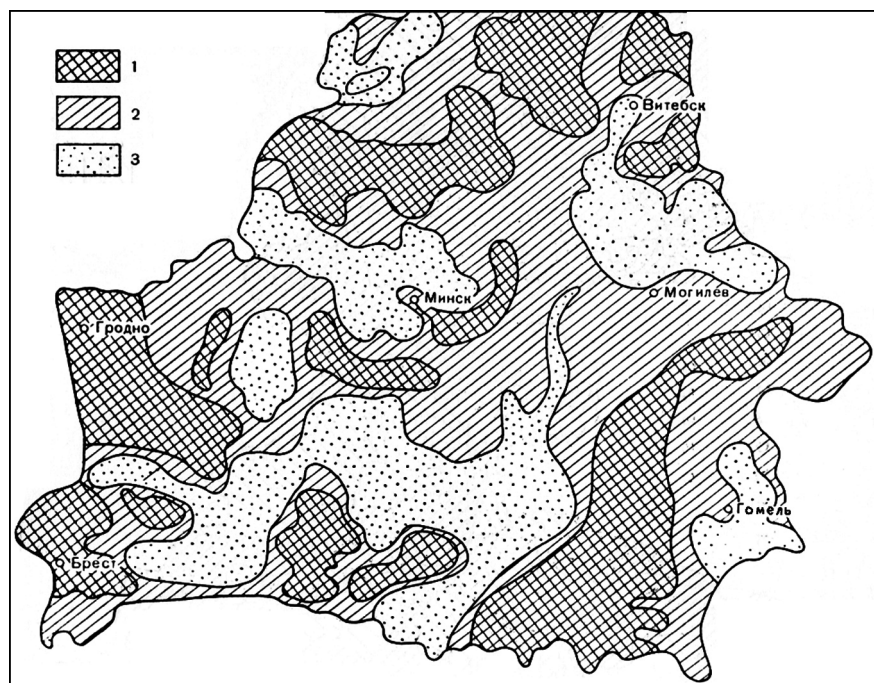 1
2
3
Витебск
Минск
Могилев
Гродно
Гомель
Брест